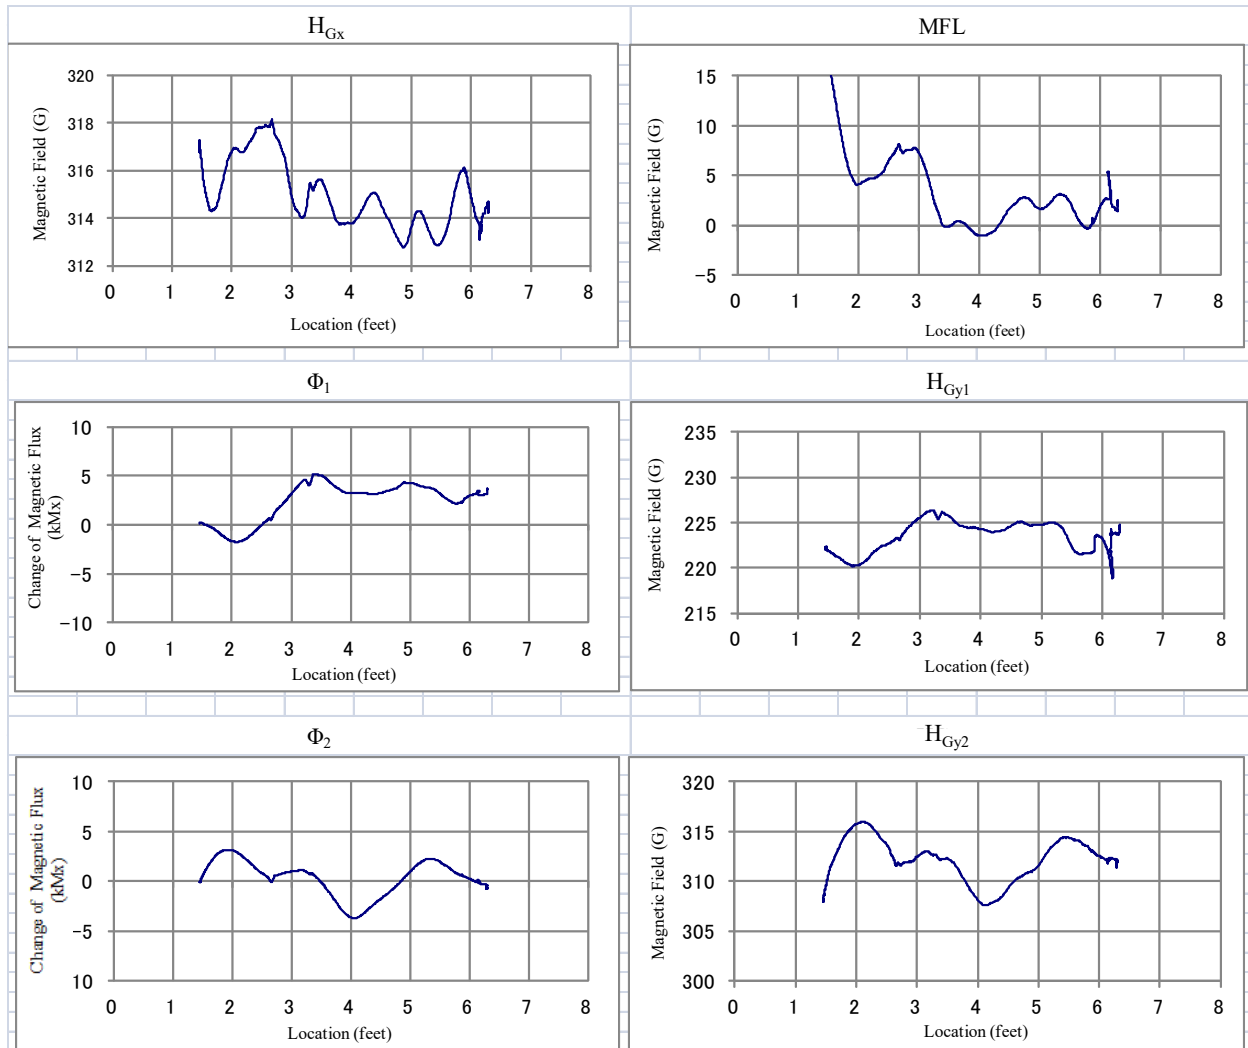 H_Gx
MFL
Magnetic Field (G)
320
318
316
314
312
0 1 2 3 4 5 6 7 8
Location (feet)
Magnetic Field (G)
15
10
5
0
−5
0 1 2 3 4 5 6 7 8
Location (feet)
Φ_1
H_Gy1
Change of Magnetic Flux
(kMx)
10
5
0
−5
−10
0 1 2 3 4 5 6 7 8
Location (feet)
Magnetic Field (G)
235
230
225
220
215
0 1 2 3 4 5 6 7 8
Location (feet)
Φ_2
H_Gy2
Change of Magnetic Flux
(kMx)
10
5
0
−5
10
0 1 2 3 4 5 6 7 8
Location (feet)
Magnetic Field (G)
320
315
310
305
300
0 1 2 3 4 5 6 7 8
Location (feet)